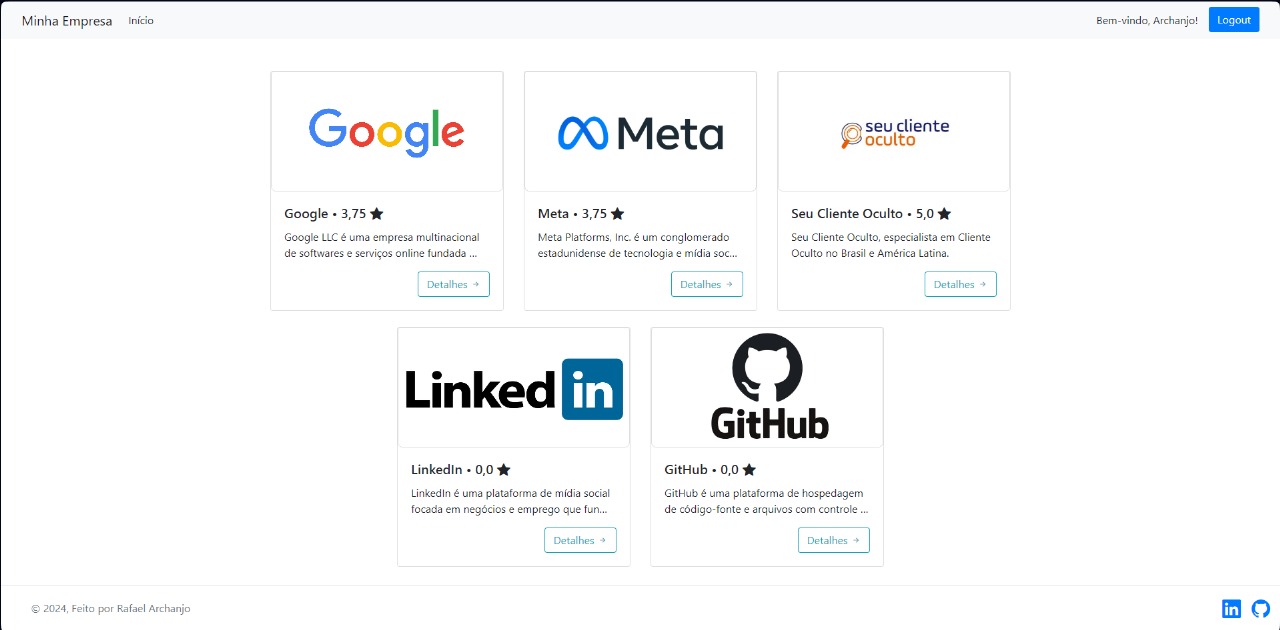 Minha Empresa Início Bem-vindo, Archanjo! Logout
Google
Meta
seu cliente
oculto
Google • 3,75
Google LLC é uma empresa multinacional
de softwares e serviços online fundada ...
Detalhes
Meta • 3,75
Meta Platforms, Inc. é um conglomerado
estadunidense de tecnologia e mídia soc...
Detalhes
Seu Cliente Oculto • 5,0
Seu Cliente Oculto, especialista em Cliente
Oculto no Brasil e América Latina.
Detalhes
Linked in
GitHub
LinkedIn • 0,0
LinkedIn é uma plataforma de mídia social
focada em negócios e emprego que fun...
Detalhes
GitHub • 0,0
GitHub é uma plataforma de hospedagem
de código-fonte e arquivos com controle ...
Detalhes
© 2024, Feito por Rafael Archanjo
in